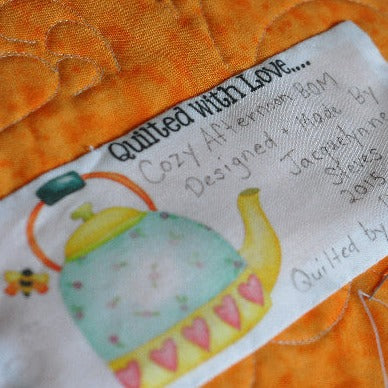 Quilted with Love....
Cozy Afternoon BOM
Designed + Made By
Jacquelynne
Steves
2015
Quilted by